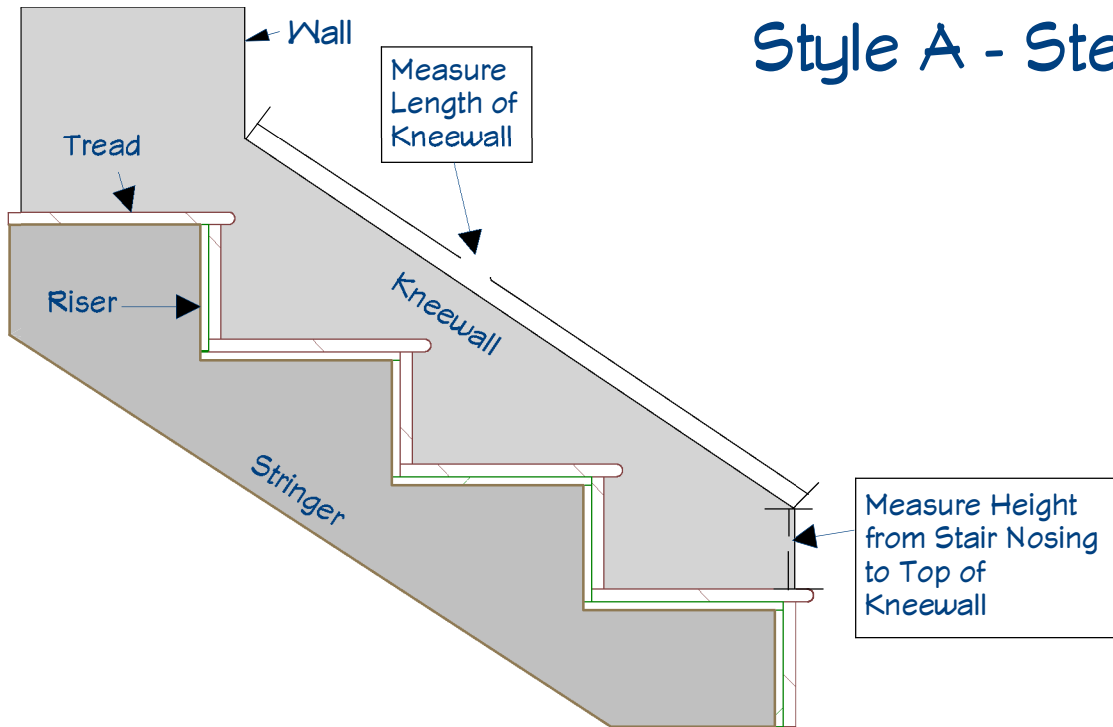 Style A - Ste
Wall
Measure
Length of
Kneewall
Tread
Riser
Kneewall
Stringer
Measure Height
from Stair Nosing
to Top of
Kneewall